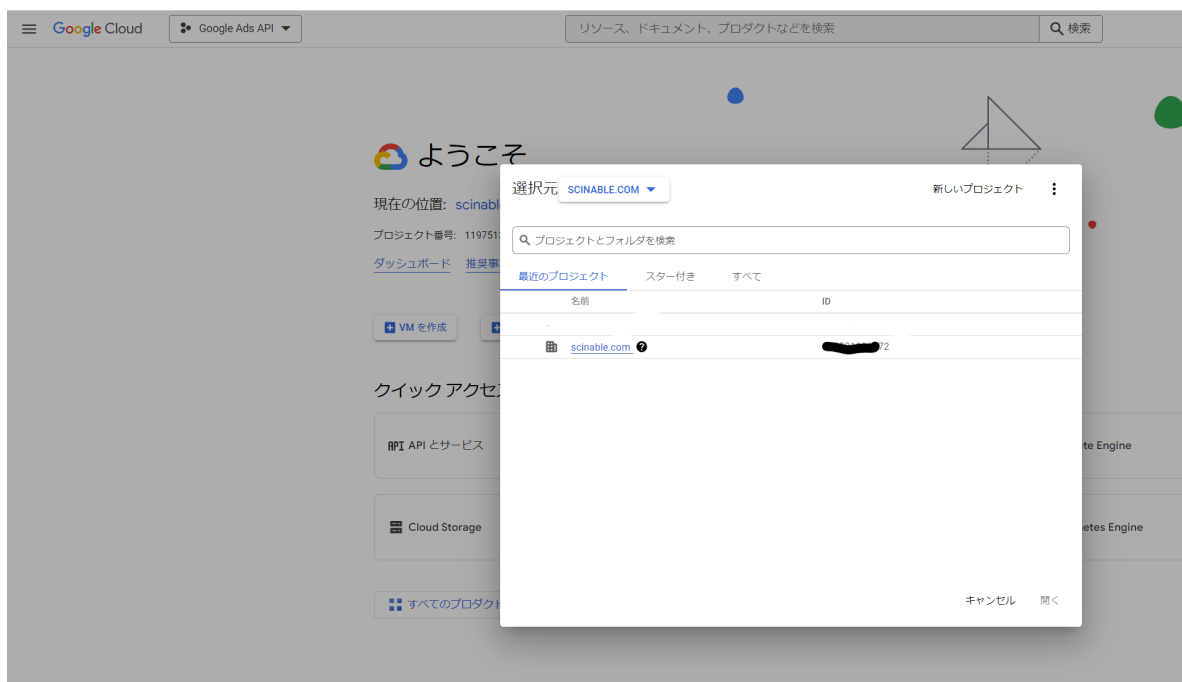 Google Cloud
Google Ads API
リソース、ドキュメント、プロダクトなどを検索
検索
ようこそ
選択元 SCINABLE.COM
新しいプロジェクト
現在の位置: scinabl
プロジェクト番号: 119751
プロジェクトとフォルダを検索
ダッシュボード 推奨事
最近のプロジェクト スター付き すべて
名前 ID
VM を作成
scinable.com 72
クイック アクセ
API API とサービス
te Engine
Cloud Storage
etes Engine
すべてのプロダクト
キャンセル 開く